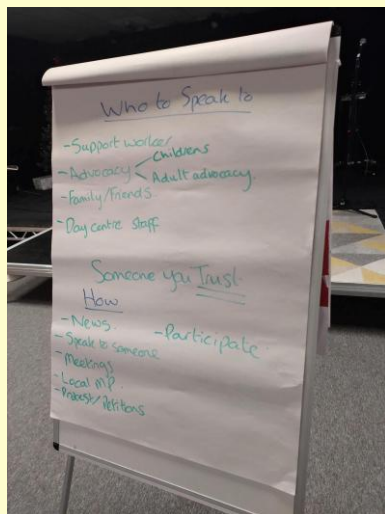 Who to Speak to
- Support worker/
- Advocacy < Childrens
Adult advocacy.
- Family/Friends.
- Day centre staff
Someone you Trust.
How
- News.
- Participate
- Speak to someone
- Meetings
- Local MP.
- Protest/Petitions